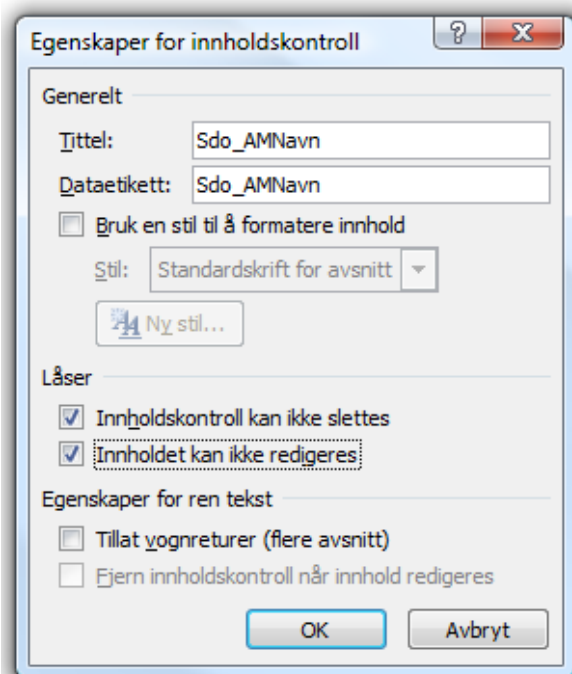 Egenskaper for innholdskontroll
Generelt
Tittel: Sdo_AMNavn
Dataetikett: Sdo_AMNavn
Bruk en stil til å formatere innhold
Stil: Standardskrift for avsnitt
Ny stil...
Låser
Innholdskontroll kan ikke slettes
Innholdet kan ikke redigeres
Egenskaper for ren tekst
Tillat vognreturer (flere avsnitt)
Fjern innholdskontroll når innhold redigeres
OK Avbryt